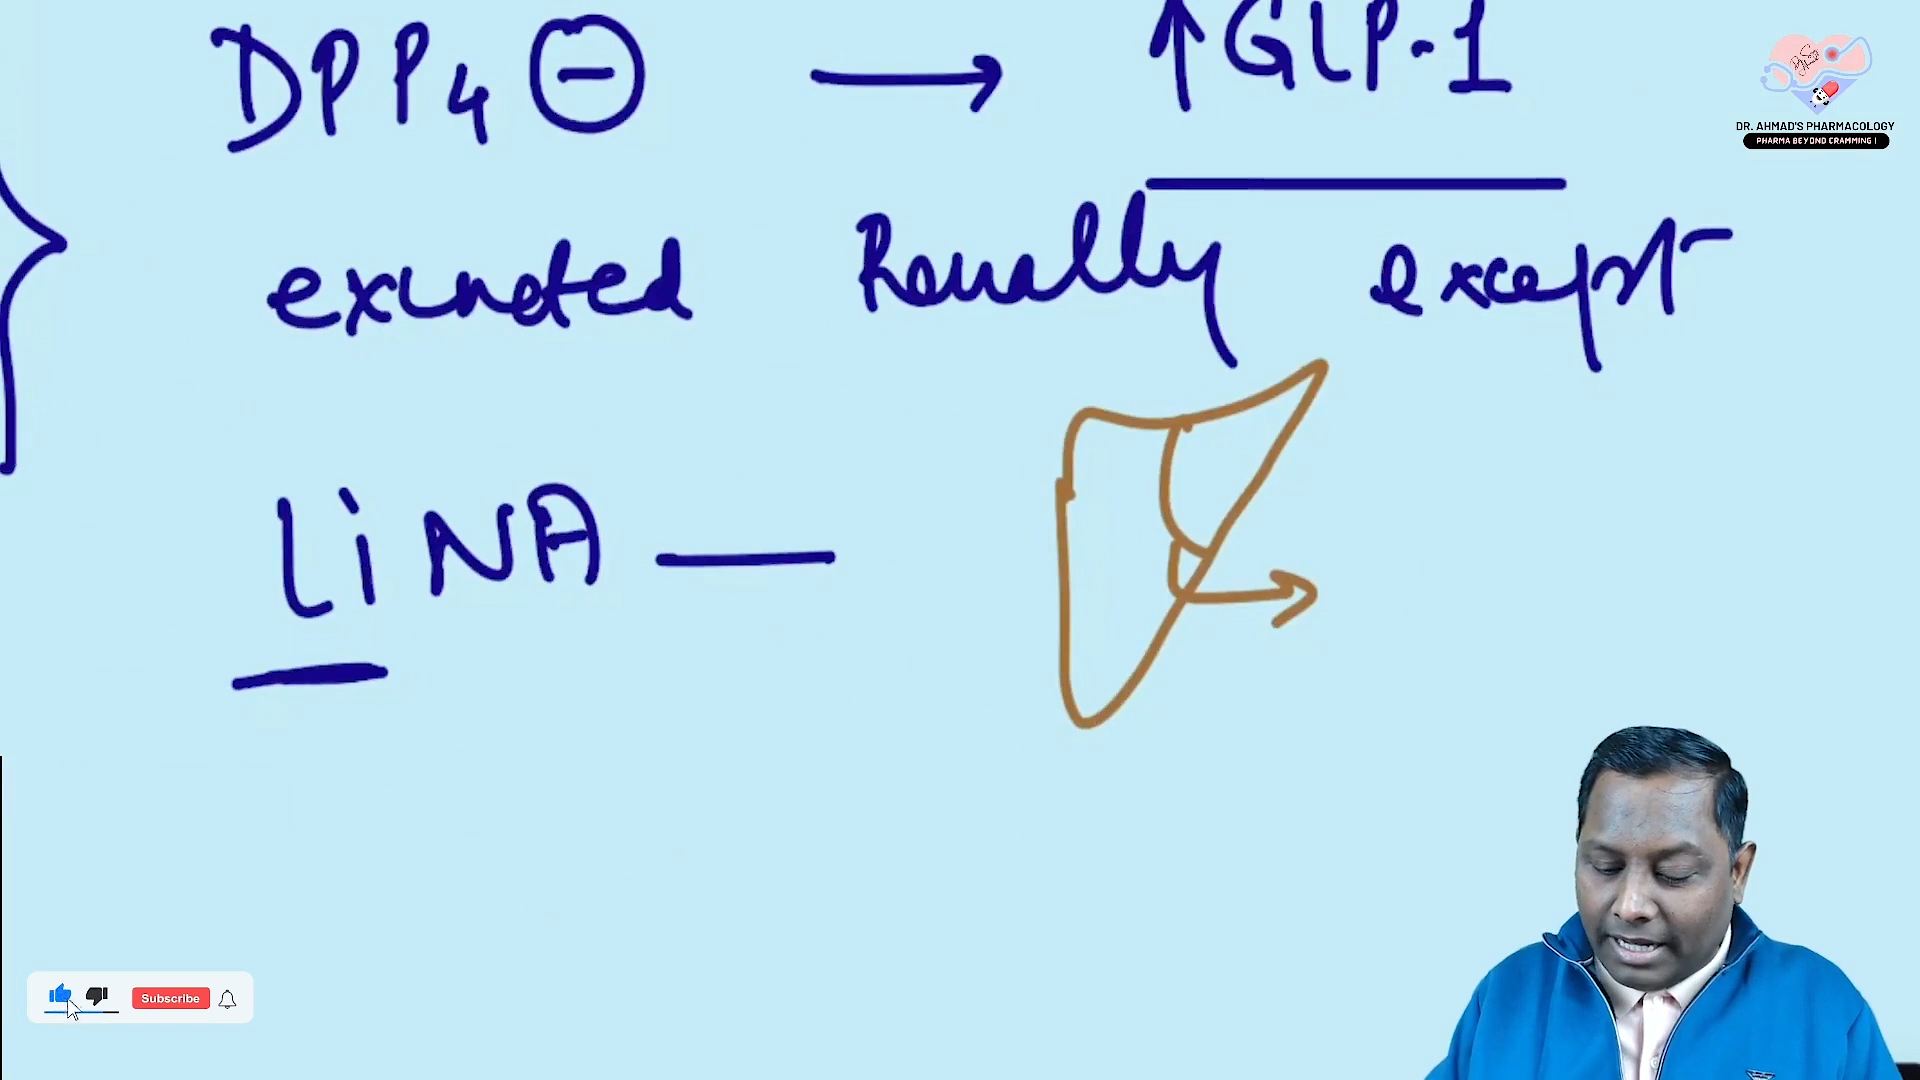 DPP4 ⊖ → ↑GLP-1
excreted Renally except
LiNA —
DR. AHMAD'S PHARMACOLOGY
PHARMA BEYOND CRAMMING !
Subscribe